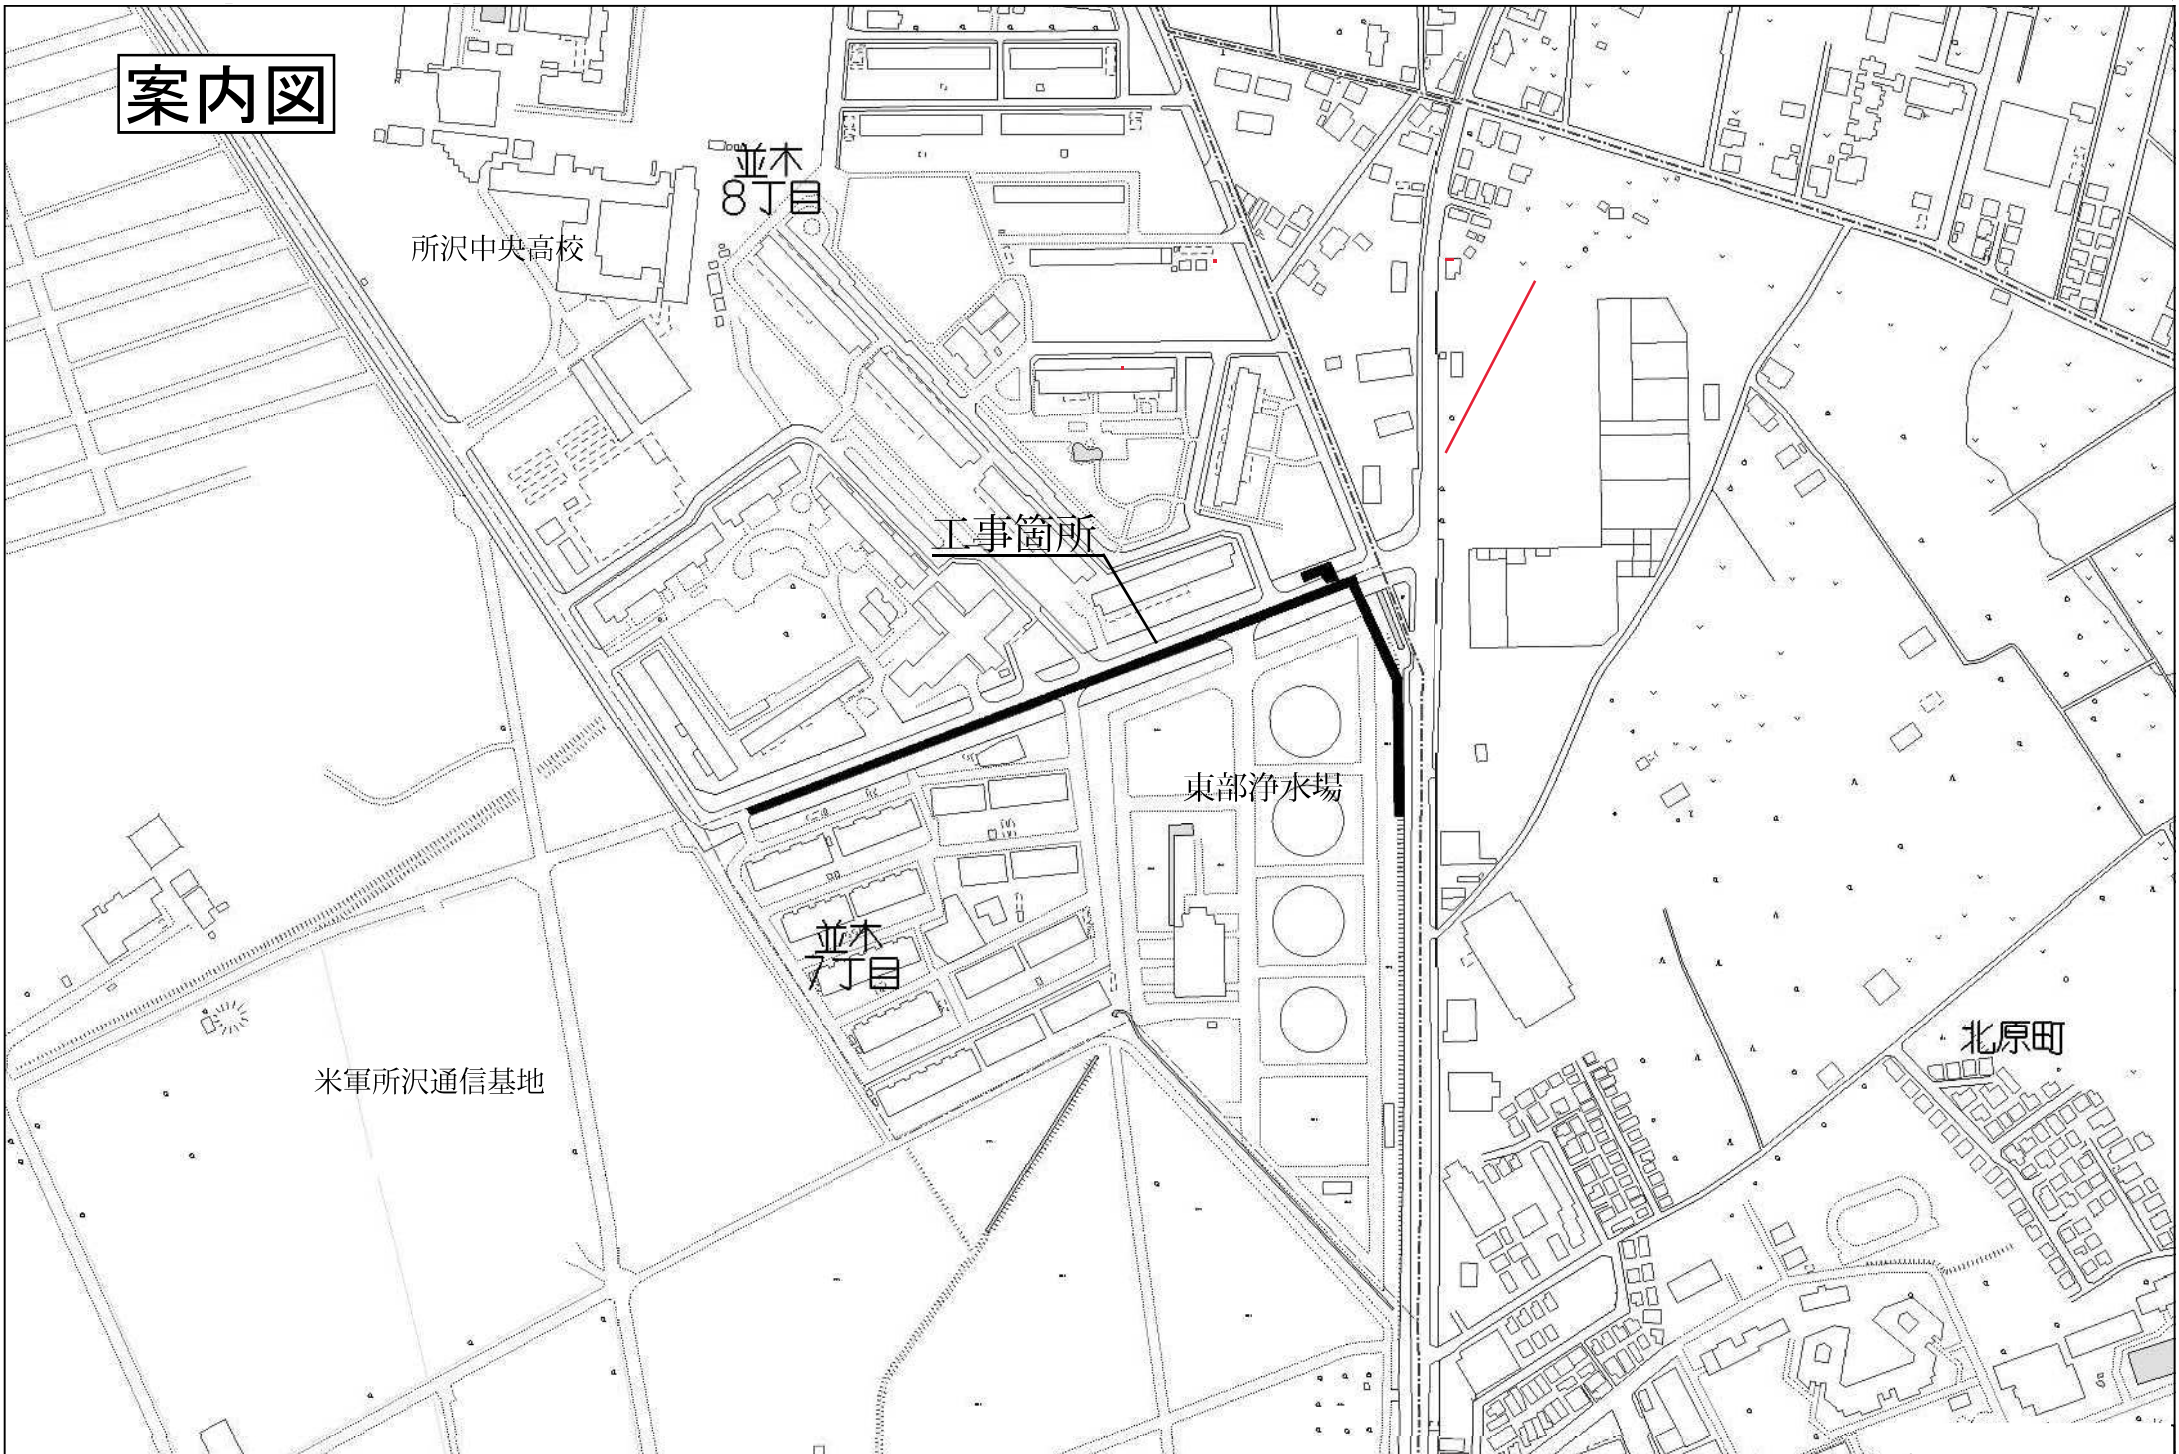 案内図
並木
8丁目
所沢中央高校
工事箇所
東部浄水場
並木
7丁目
北原町
米軍所沢通信基地